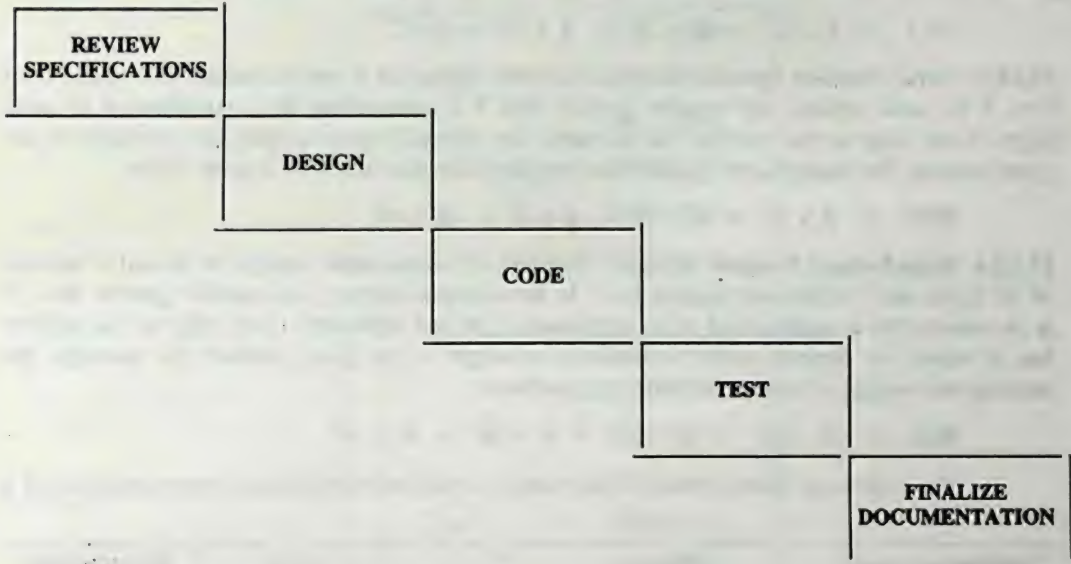 REVIEW
SPECIFICATIONS
DESIGN
CODE
TEST
FINALIZE
DOCUMENTATION